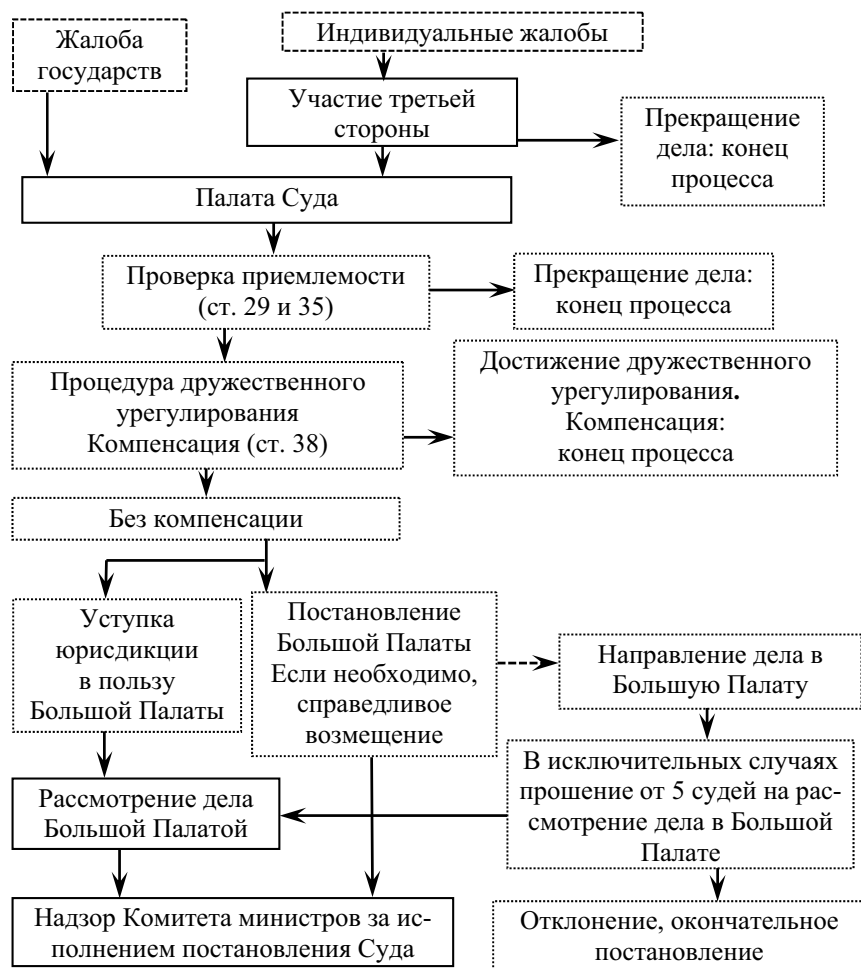 Жалоба
государств
Индивидуальные жалобы
Участие третьей
стороны
Прекращение
дела: конец
процесса
Палата Суда
Проверка приемлемости
(ст. 29 и 35)
Прекращение дела:
конец процесса
Процедура дружественного
урегулирования
Компенсация (ст. 38)
Достижение дружественного
урегулирования.
Компенсация:
конец процесса
Без компенсации
Уступка
юрисдикции
в пользу
Большой Палаты
Постановление
Большой Палаты
Если необходимо,
справедливое
возмещение
Направление дела в
Большую Палату
В исключительных случаях
прошение от 5 судей на рас-
смотрение дела в Большой
Палате
Рассмотрение дела
Большой Палатой
Надзор Комитета министров за ис-
полнением постановления Суда
Отклонение, окончательное
постановление